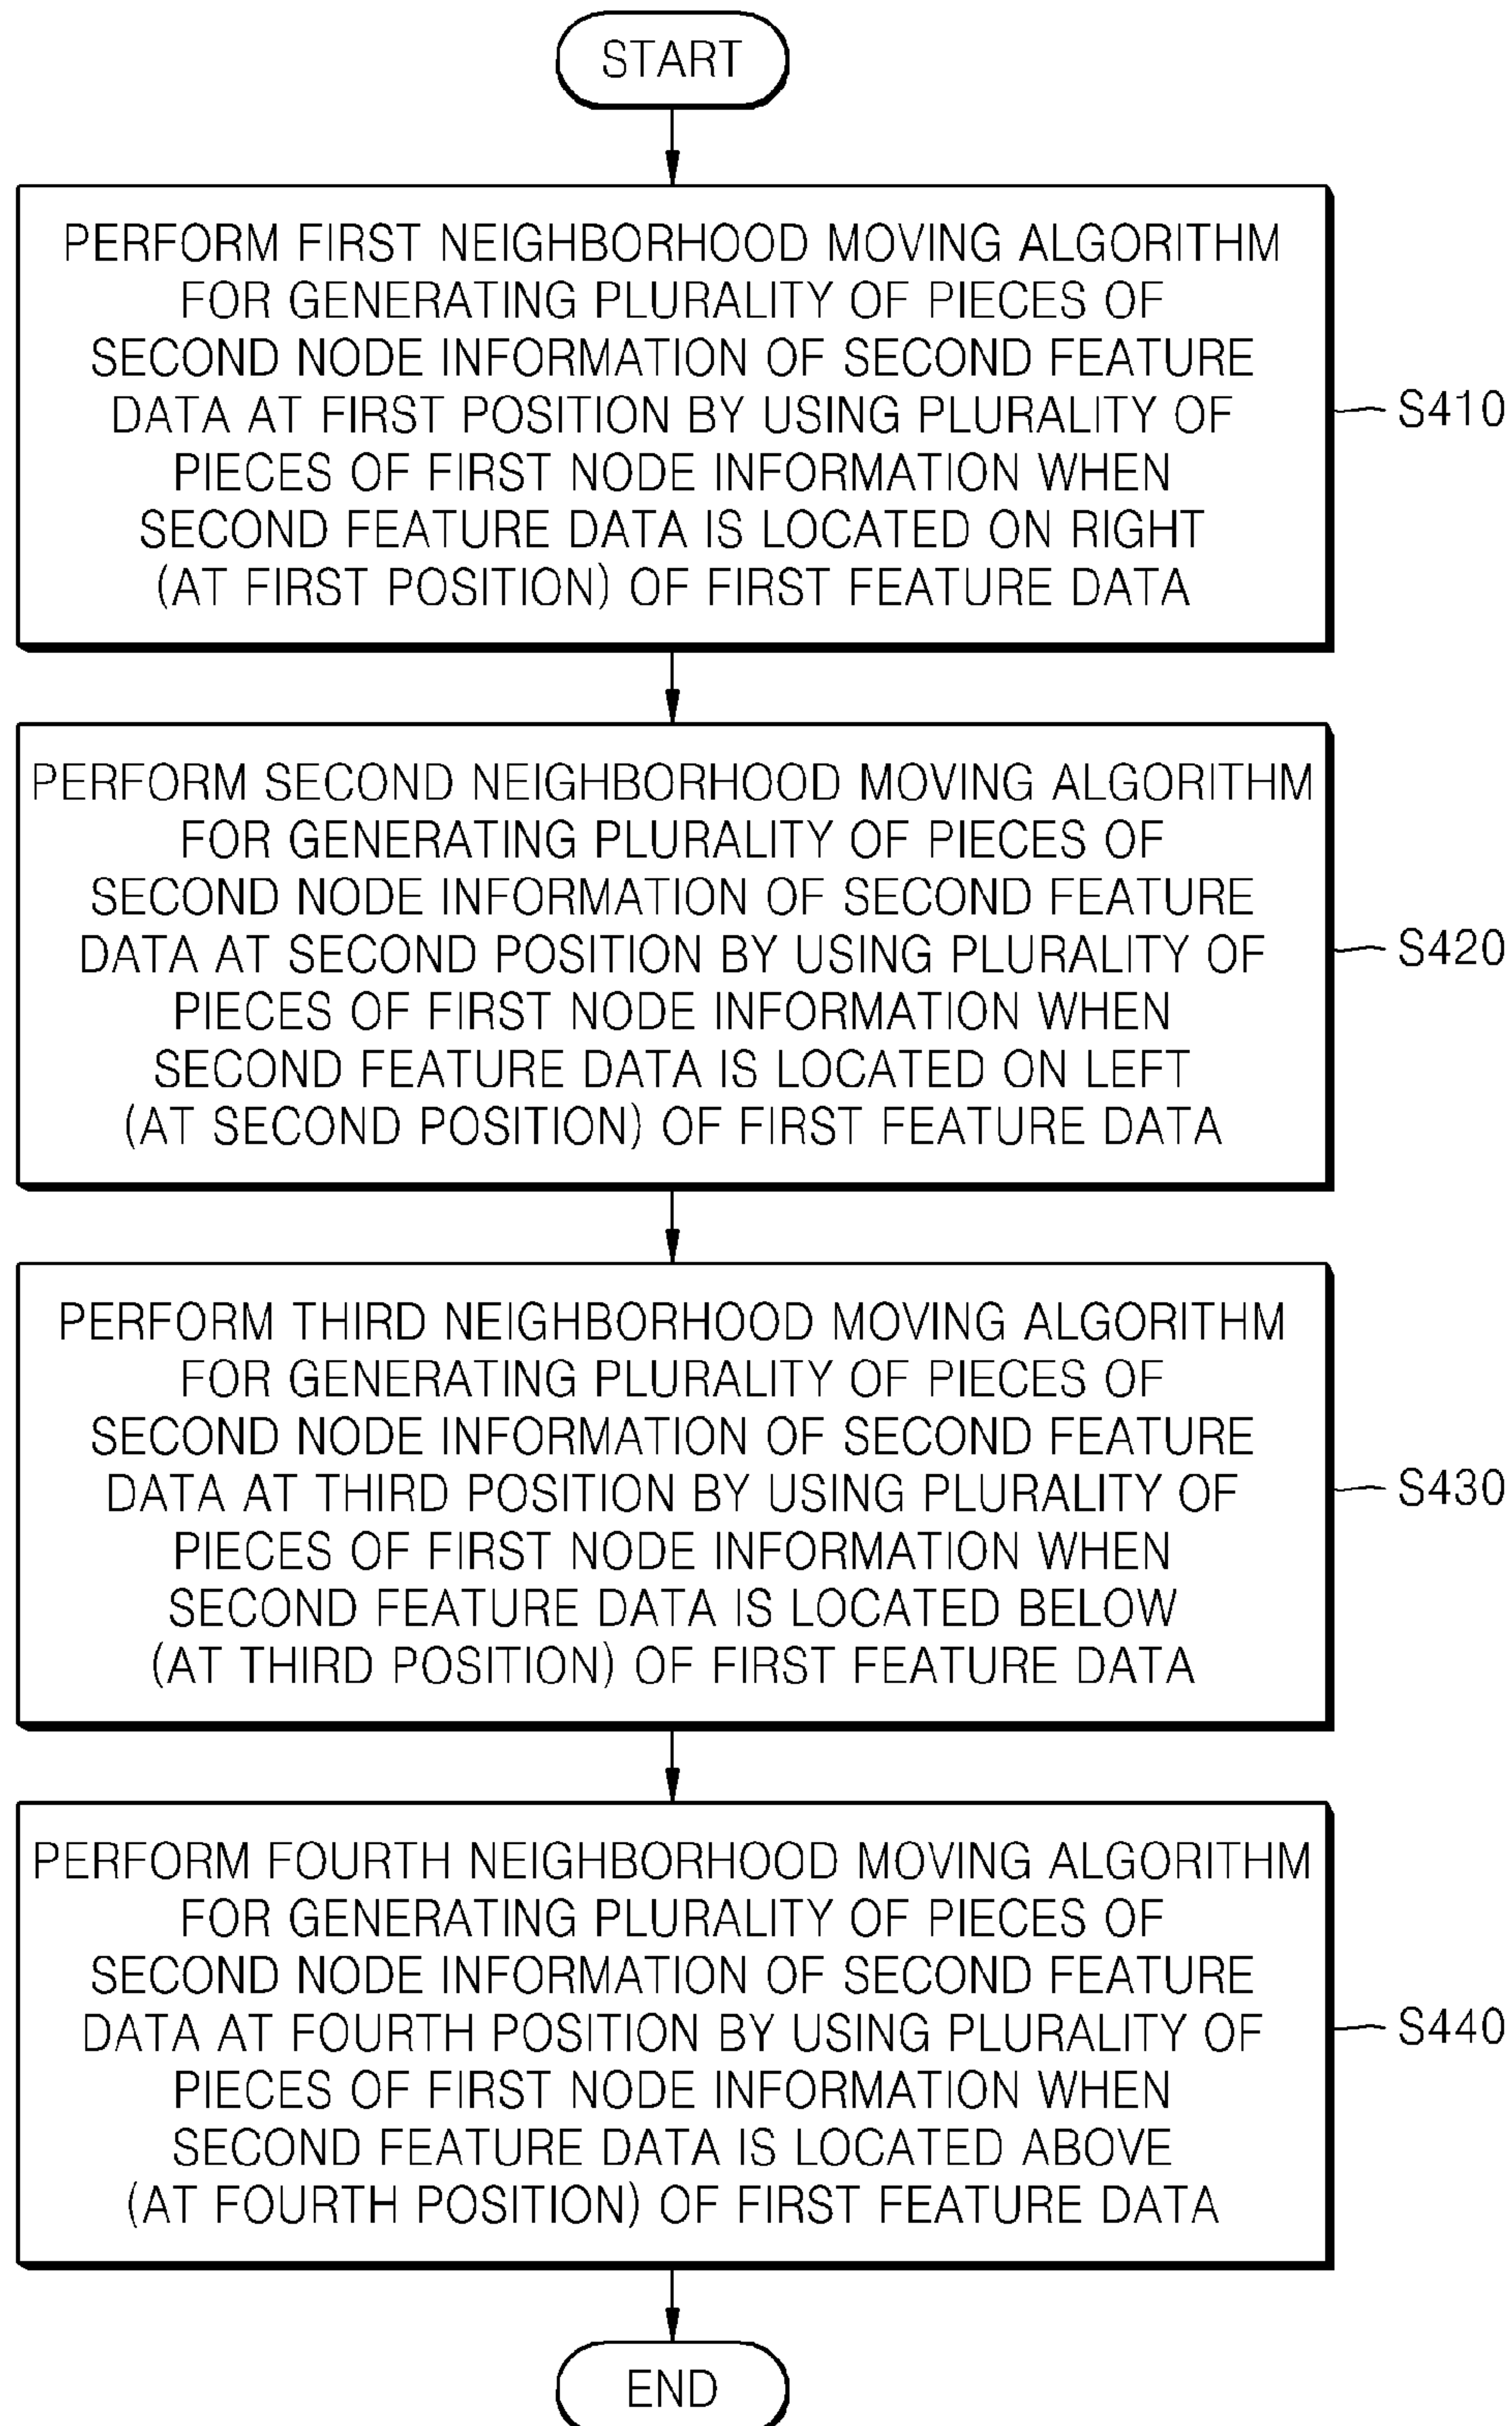 START
PERFORM FIRST NEIGHBORHOOD MOVING ALGORITHM
FOR GENERATING PLURALITY OF PIECES OF
SECOND NODE INFORMATION OF SECOND FEATURE
DATA AT FIRST POSITION BY USING PLURALITY OF
PIECES OF FIRST NODE INFORMATION WHEN
SECOND FEATURE DATA IS LOCATED ON RIGHT
(AT FIRST POSITION) OF FIRST FEATURE DATA
S410
PERFORM SECOND NEIGHBORHOOD MOVING ALGORITHM
FOR GENERATING PLURALITY OF PIECES OF
SECOND NODE INFORMATION OF SECOND FEATURE
DATA AT SECOND POSITION BY USING PLURALITY OF
PIECES OF FIRST NODE INFORMATION WHEN
SECOND FEATURE DATA IS LOCATED ON LEFT
(AT SECOND POSITION) OF FIRST FEATURE DATA
S420
PERFORM THIRD NEIGHBORHOOD MOVING ALGORITHM
FOR GENERATING PLURALITY OF PIECES OF
SECOND NODE INFORMATION OF SECOND FEATURE
DATA AT THIRD POSITION BY USING PLURALITY OF
PIECES OF FIRST NODE INFORMATION WHEN
SECOND FEATURE DATA IS LOCATED BELOW
(AT THIRD POSITION) OF FIRST FEATURE DATA
S430
PERFORM FOURTH NEIGHBORHOOD MOVING ALGORITHM
FOR GENERATING PLURALITY OF PIECES OF
SECOND NODE INFORMATION OF SECOND FEATURE
DATA AT FOURTH POSITION BY USING PLURALITY OF
PIECES OF FIRST NODE INFORMATION WHEN
SECOND FEATURE DATA IS LOCATED ABOVE
(AT FOURTH POSITION) OF FIRST FEATURE DATA
S440
END